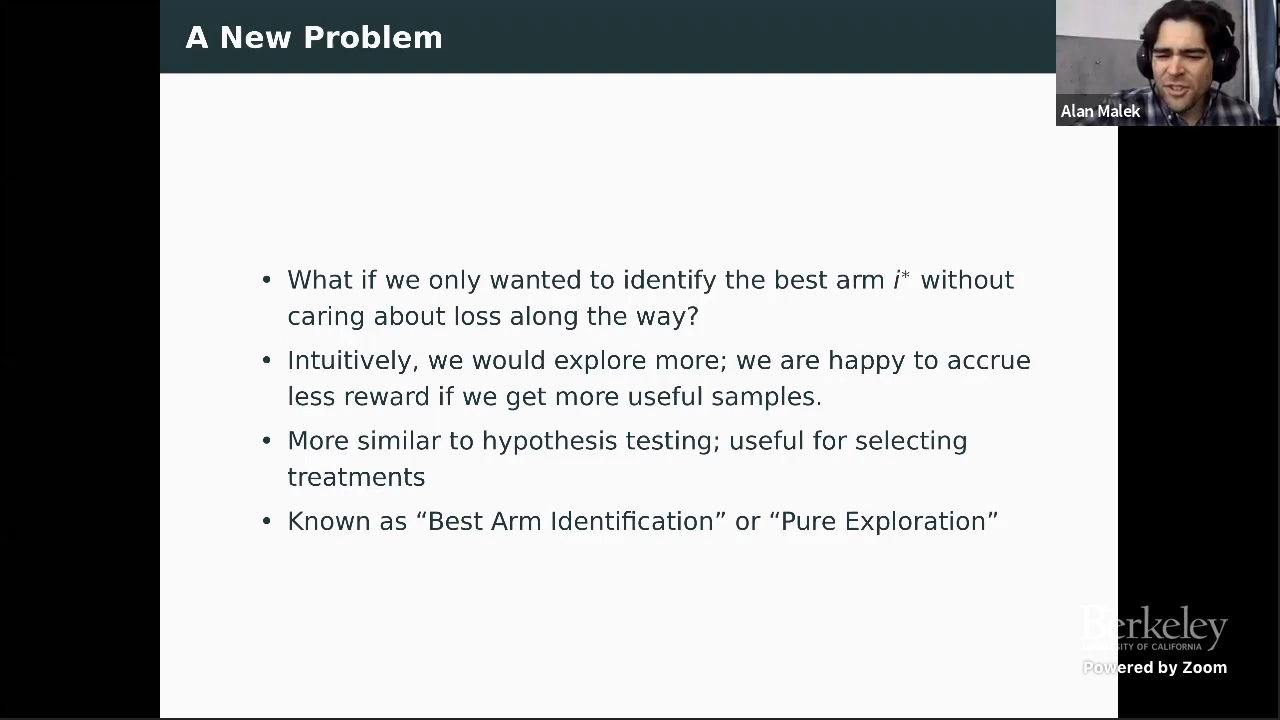 A New Problem
Alan Malek
• What if we only wanted to identify the best arm i* without
caring about loss along the way?
• Intuitively, we would explore more; we are happy to accrue
less reward if we get more useful samples.
• More similar to hypothesis testing; useful for selecting
treatments
• Known as “Best Arm Identification” or “Pure Exploration”
Berkeley
UNIVERSITY OF CALIFORNIA
Powered by Zoom